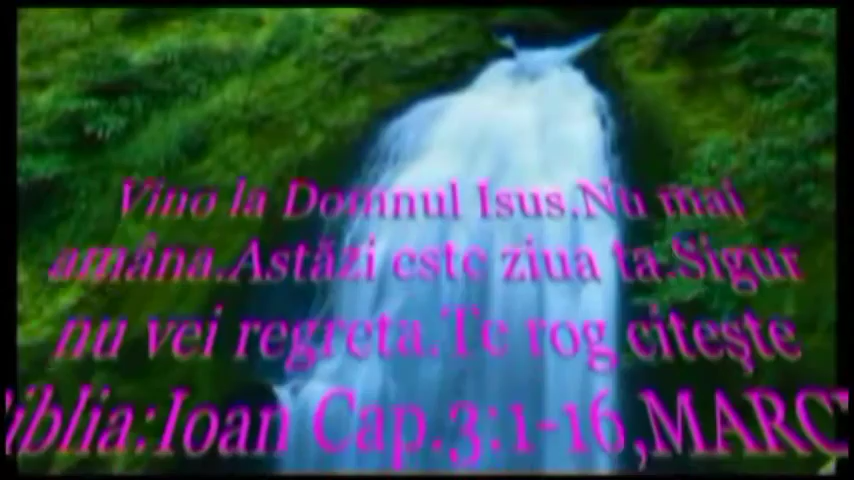 Vino la Domnul Isus.Nu mai
amâna.Astăzi este ziua ta.Sigur
nu vei regreta.Te rog citeşte
Biblia:Ioan Cap.3:1-16,MARC